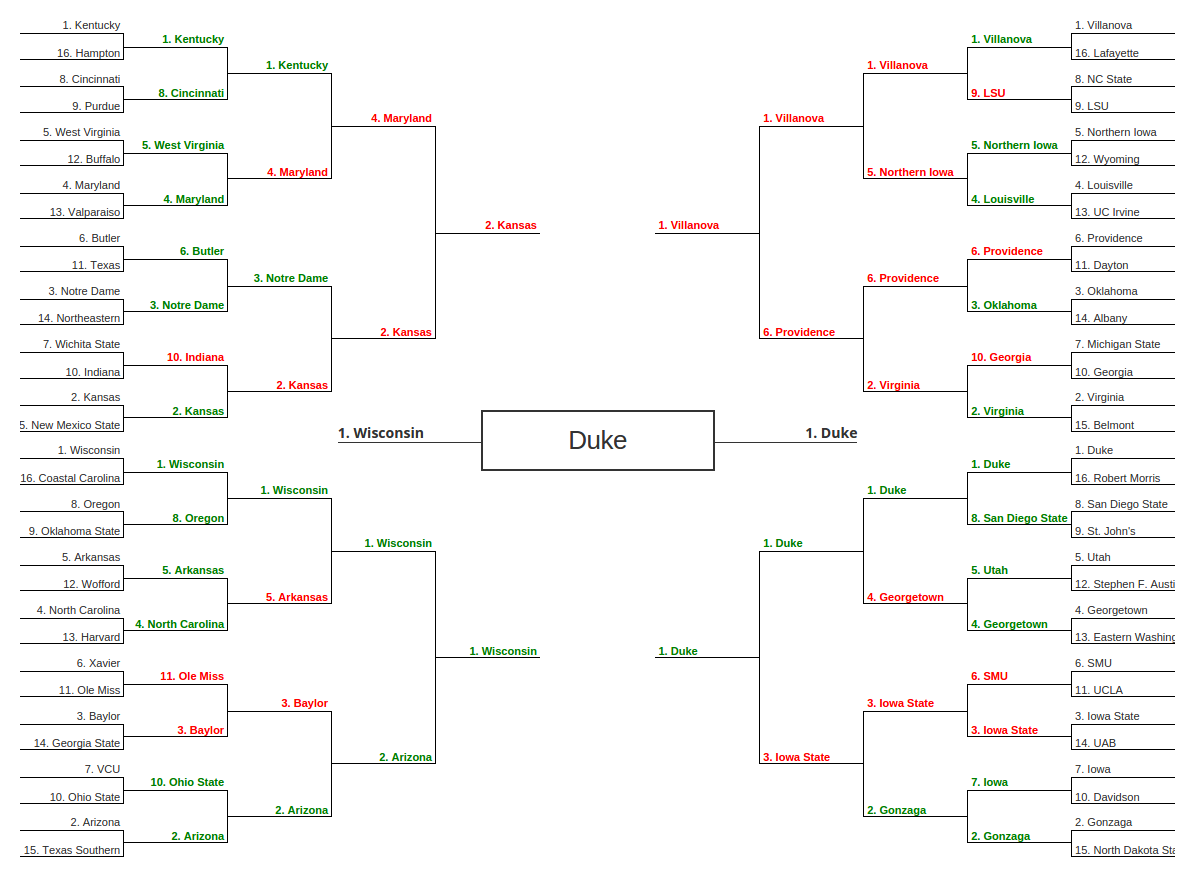 1. Kentucky
16. Hampton
8. Cincinnati
9. Purdue
5. West Virginia
12. Buffalo
4. Maryland
13. Valparaiso
6. Butler
11. Texas
3. Notre Dame
14. Northeastern
7. Wichita State
10. Indiana
2. Kansas
5. New Mexico State
1. Wisconsin
16. Coastal Carolina
8. Oregon
9. Oklahoma State
5. Arkansas
12. Wofford
4. North Carolina
13. Harvard
6. Xavier
11. Ole Miss
3. Baylor
14. Georgia State
7. VCU
10. Ohio State
2. Arizona
15. Texas Southern
1. Kentucky
8. Cincinnati
5. West Virginia
4. Maryland
6. Butler
3. Notre Dame
10. Indiana
2. Kansas
1. Wisconsin
8. Oregon
5. Arkansas
4. North Carolina
11. Ole Miss
3. Baylor
10. Ohio State
2. Arizona
1. Kentucky
4. Maryland
3. Notre Dame
2. Kansas
1. Wisconsin
5. Arkansas
3. Baylor
2. Arizona
4. Maryland
2. Kansas
1. Wisconsin
2. Arizona
2. Kansas
1. Wisconsin
1. Wisconsin
Duke
1. Duke
1. Villanova
1. Duke
1. Villanova
6. Providence
1. Duke
3. Iowa State
1. Villanova
5. Northern Iowa
6. Providence
2. Virginia
1. Duke
4. Georgetown
3. Iowa State
2. Gonzaga
1. Villanova
9. LSU
5. Northern Iowa
4. Louisville
6. Providence
3. Oklahoma
10. Georgia
2. Virginia
1. Duke
8. San Diego State
5. Utah
4. Georgetown
6. SMU
3. Iowa State
7. Iowa
2. Gonzaga
1. Villanova
16. Lafayette
8. NC State
9. LSU
5. Northern Iowa
12. Wyoming
4. Louisville
13. UC Irvine
6. Providence
11. Dayton
3. Oklahoma
14. Albany
7. Michigan State
10. Georgia
2. Virginia
15. Belmont
1. Duke
16. Robert Morris
8. San Diego State
9. St. John's
5. Utah
12. Stephen F. Austi
4. Georgetown
13. Eastern Washing
6. SMU
11. UCLA
3. Iowa State
14. UAB
7. Iowa
10. Davidson
2. Gonzaga
15. North Dakota Sta